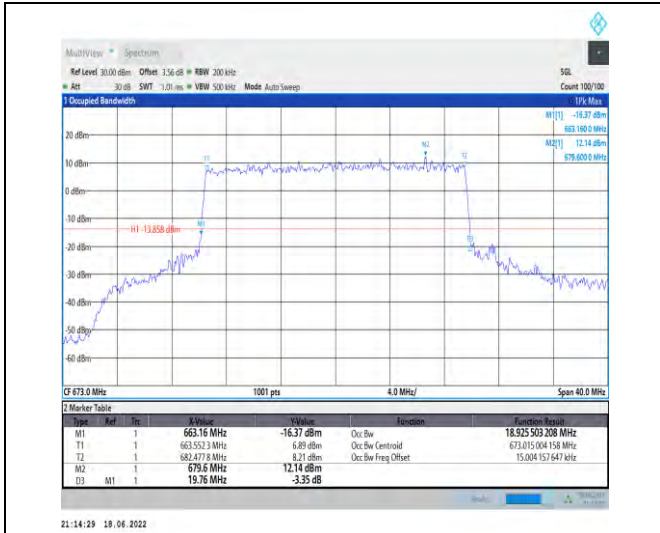 MultiView Spectrum
Ref Level 30.00 dBm Offset 3.56 dB RBW 200 kHz SGL
Att 30 dB SWT 1.01 ms VBW 500 kHz Mode Auto Sweep Count 100/100
1 Occupied Bandwidth 1Pk Max
M1[1] -16.37 dBm
663.1600 MHz
M2[1] 12.14 dBm
679.6000 MHz
20 dBm
M2
T1 T2
10 dBm
0 dBm
-10 dBm
M1
H1 -13.858 dBm
D3
-20 dBm
-30 dBm
-40 dBm
-50 dBm
-60 dBm
CF 673.0 MHz 1001 pts 4.0 MHz/ Span 40.0 MHz
2 Marker Table
Type Ref Trc X-Value Y-Value Function Function Result
M1 1 663.16 MHz -16.37 dBm Occ Bw 18.925 503 208 MHz
T1 1 663.552 3 MHz 6.89 dBm Occ Bw Centroid 673.015 004 158 MHz
T2 1 682.477 8 MHz 8.21 dBm Occ Bw Freq Offset 15.004 157 647 kHz
M2 1 679.6 MHz 12.14 dBm
D3 M1 1 19.76 MHz -3.35 dB
21:14:29 18.06.2022